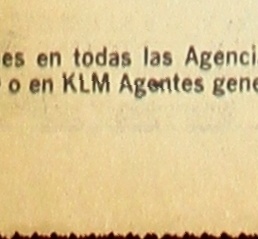 es en todas las Agenci
o en KLM Agentes gene